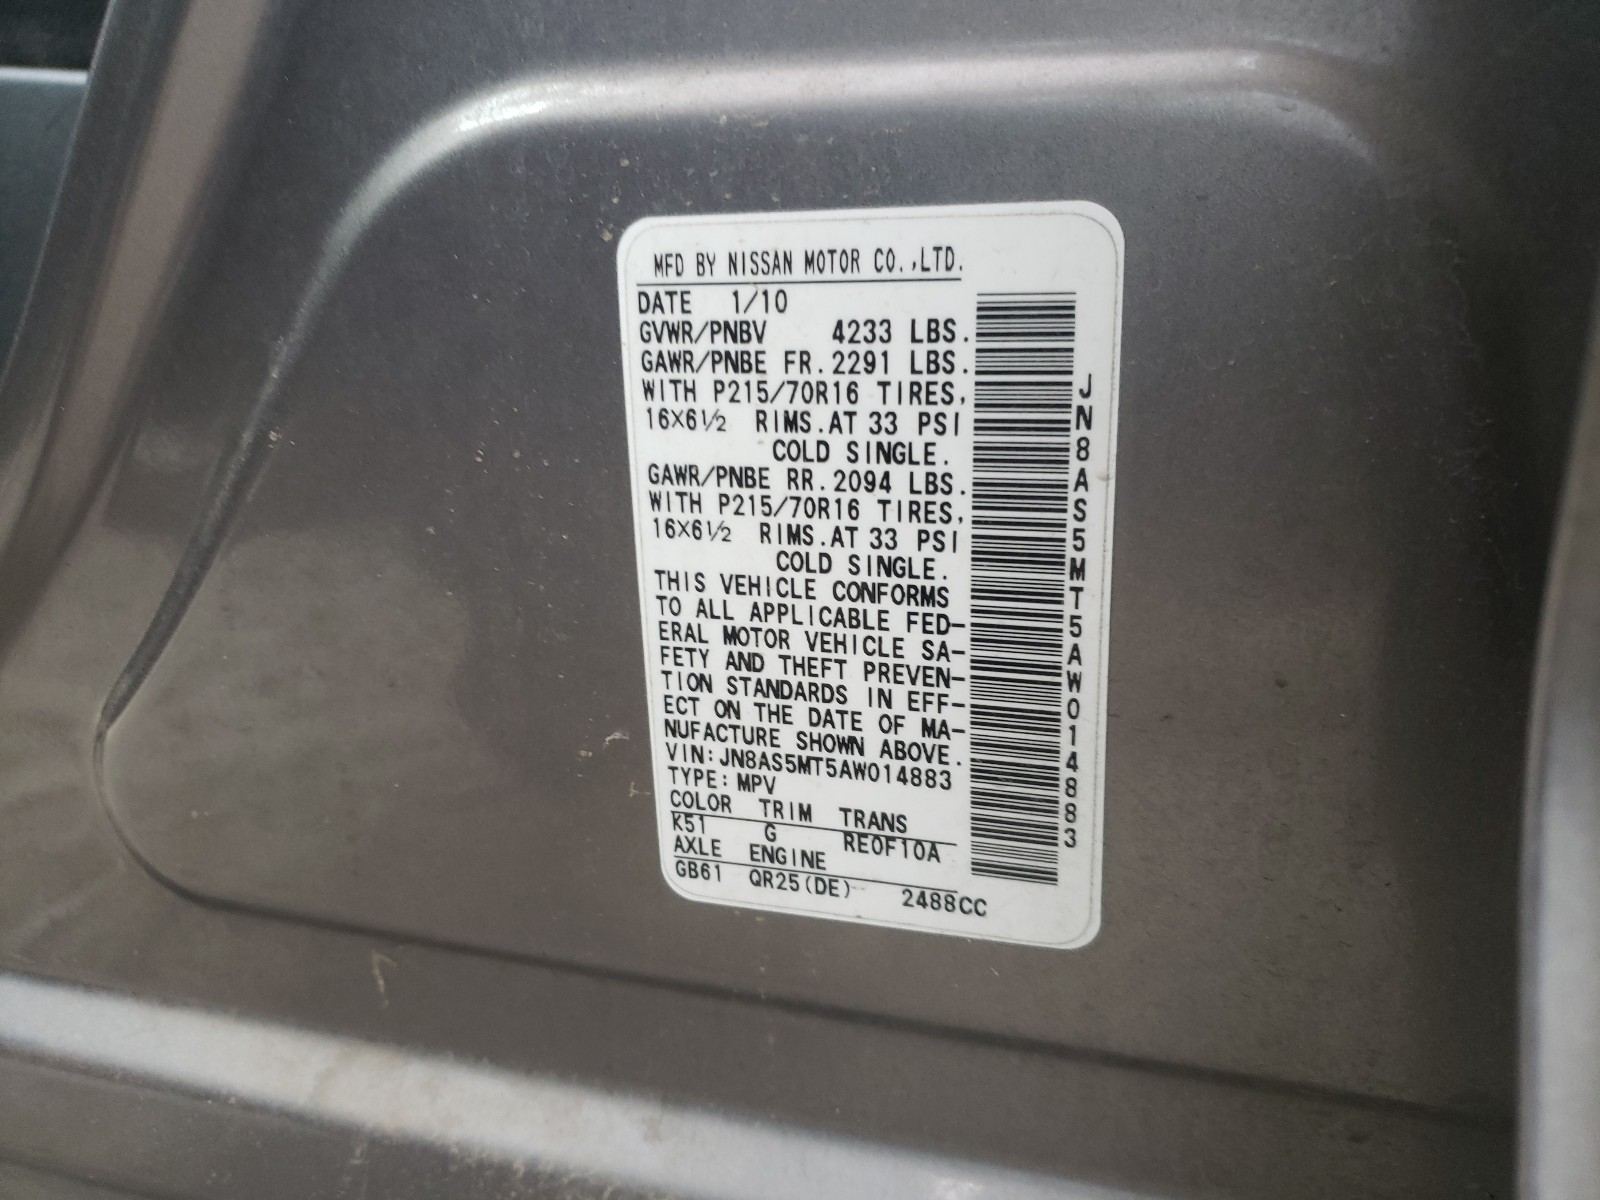 MFD BY NISSAN MOTOR CO.,LTD.
DATE 1/10
GVWR/PNBV 4233 LBS.
GAWR/PNBE FR.2291 LBS.
WITH P215/70R16 TIRES,
16X6½ RIMS.AT 33 PSI
COLD SINGLE.
GAWR/PNBE RR.2094 LBS.
WITH P215/70R16 TIRES,
16X6½ RIMS.AT 33 PSI
COLD SINGLE.
THIS VEHICLE CONFORMS
TO ALL APPLICABLE FED-
ERAL MOTOR VEHICLE SA-
FETY AND THEFT PREVEN-
TION STANDARDS IN EFF-
ECT ON THE DATE OF MA-
NUFACTURE SHOWN ABOVE.
VIN:JN8AS5MT5AW014883
TYPE:MPV
COLOR TRIM TRANS
K51 G RE0F10A
AXLE ENGINE
GB61 QR25(DE) 2488CC
JN8AS5MT5AW014883